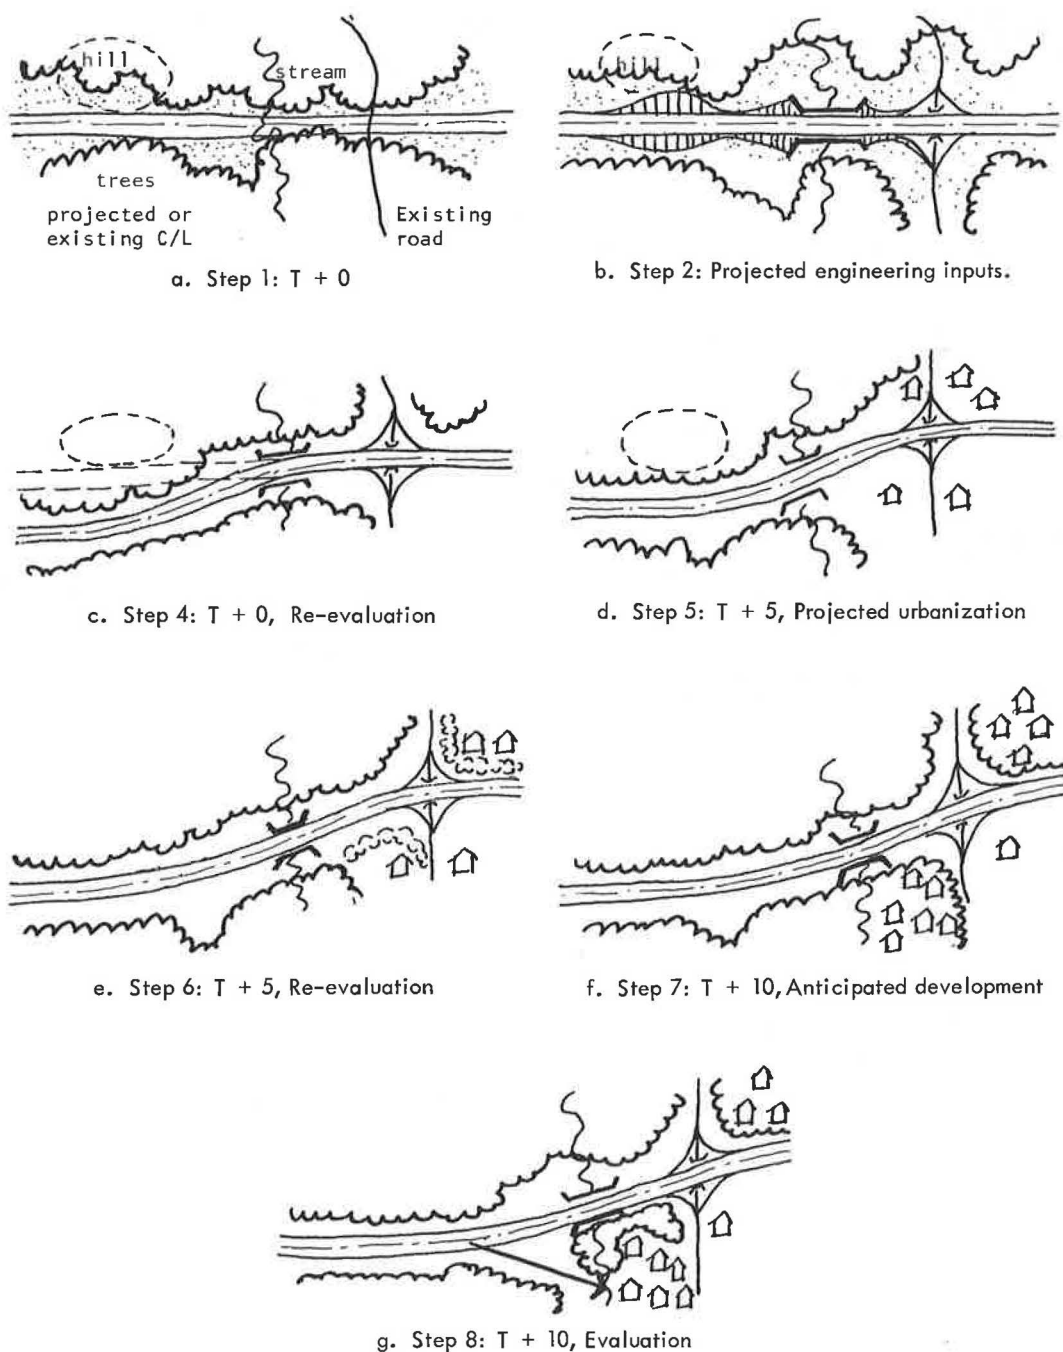 hill
stream
trees
projected or
existing C/L
Existing
road
a. Step 1: T + 0
hill
b. Step 2: Projected engineering inputs.
c. Step 4: T + 0, Re-evaluation
d. Step 5: T + 5, Projected urbanization
e. Step 6: T + 5, Re-evaluation
f. Step 7: T + 10, Anticipated development
g. Step 8: T + 10, Evaluation